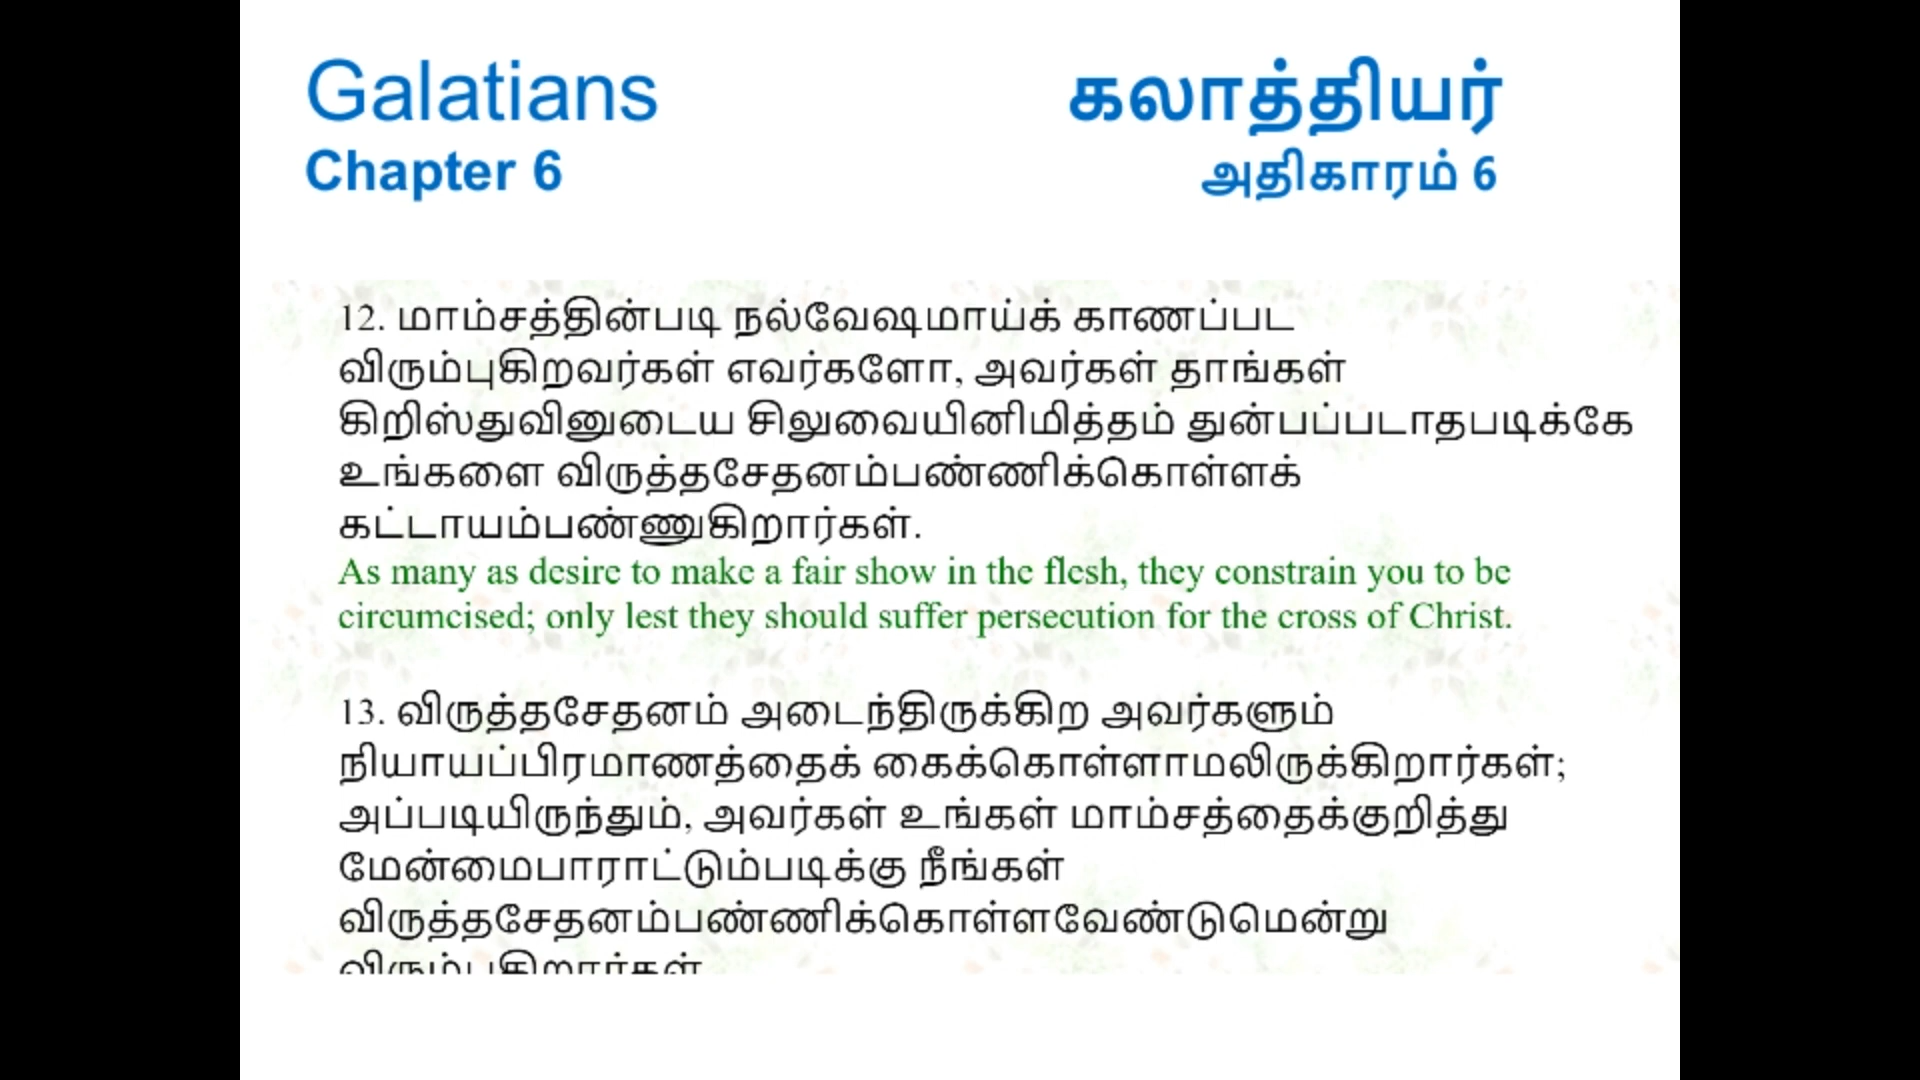 Galatians
கலாத்தியர்
Chapter 6
அதிகாரம் 6
12. மாம்சத்தின்படி நல்வேஷமாய்க் காணப்பட
விரும்புகிறவர்கள் எவர்களோ, அவர்கள் தாங்கள்
கிறிஸ்துவினுடைய சிலுவையினிமித்தம் துன்பப்படாதபடிக்கே
உங்களை விருத்தசேதனம்பண்ணிக்கொள்ளக்
கட்டாயம்பண்ணுகிறார்கள்.
As many as desire to make a fair show in the flesh, they constrain you to be
circumcised; only lest they should suffer persecution for the cross of Christ.
13. விருத்தசேதனம் அடைந்திருக்கிற அவர்களும்
நியாயப்பிரமாணத்தைக் கைக்கொள்ளாமலிருக்கிறார்கள்;
அப்படியிருந்தும், அவர்கள் உங்கள் மாம்சத்தைக்குறித்து
மேன்மைபாராட்டும்படிக்கு நீங்கள்
விருத்தசேதனம்பண்ணிக்கொள்ளவேண்டுமென்று
விரும்புகிறார்கள்